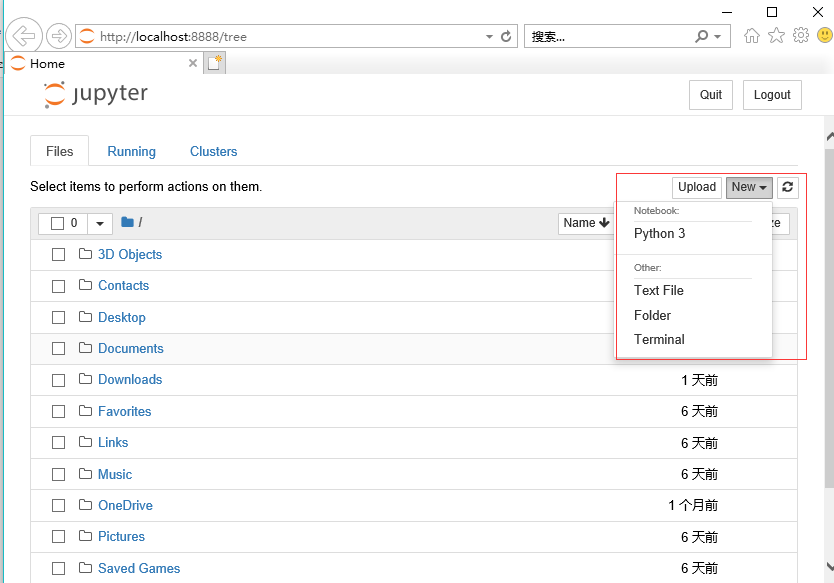 http://localhost:8888/tree
搜索...
Home
jupyter
Quit
Logout
Files
Running
Clusters
Select items to perform actions on them.
Upload
New
0
/
Name
ze
Notebook:
Python 3
Other:
Text File
Folder
Terminal
3D Objects
Contacts
Desktop
Documents
Downloads 1 天前
Favorites 6 天前
Links 6 天前
Music 6 天前
OneDrive 1 个月前
Pictures 6 天前
Saved Games 6 天前